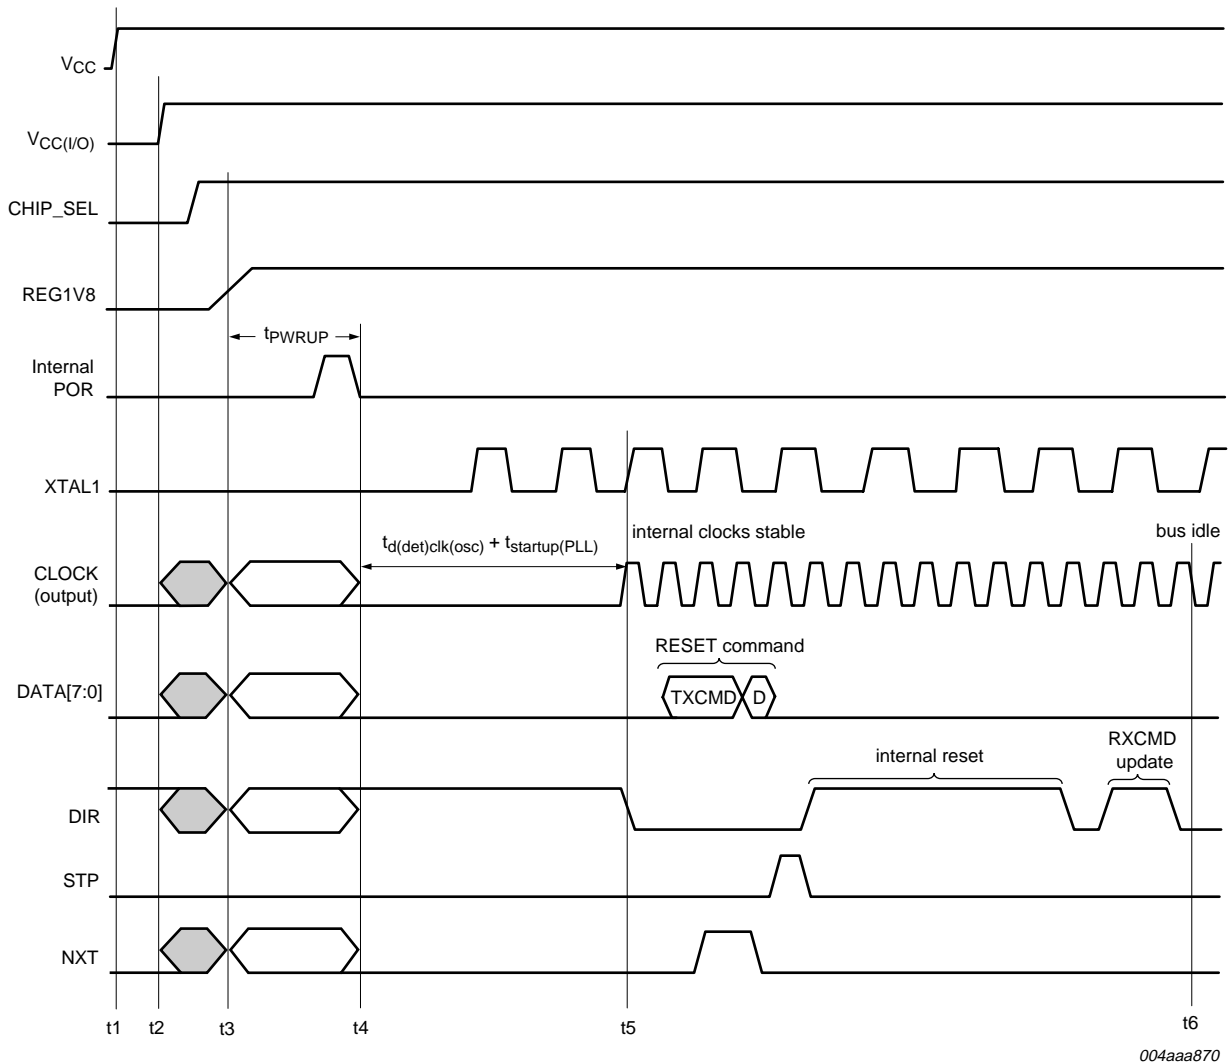 VCC
VCC(I/O)
CHIP_SEL
REG1V8
tPWRUP
Internal
POR
XTAL1
td(det)clk(osc) + tstartup(PLL)
internal clocks stable
bus idle
CLOCK
(output)
RESET command
DATA[7:0]
TXCMD
D
internal reset
RXCMD
update
DIR
STP
NXT
t1
t2
t3
t4
t5
t6
004aaa870